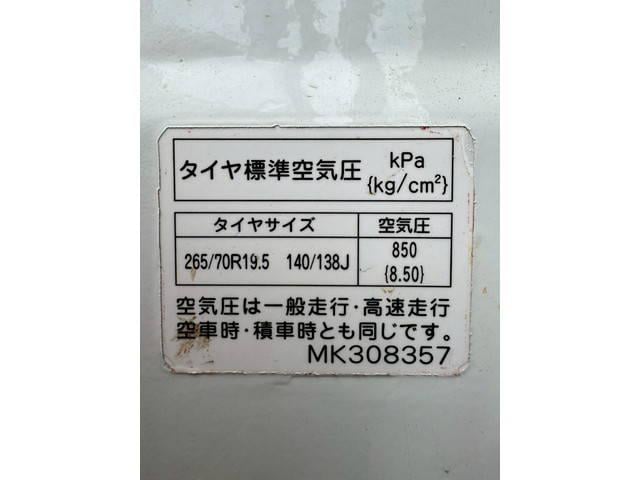 タイヤ標準空気圧 kPa
{kg/cm²}
タイヤサイズ 空気圧
265/70R19.5 140/138J 850
{8.50}
空気圧は一般走行・高速走行
空車時・積車時とも同じです。
MK308357